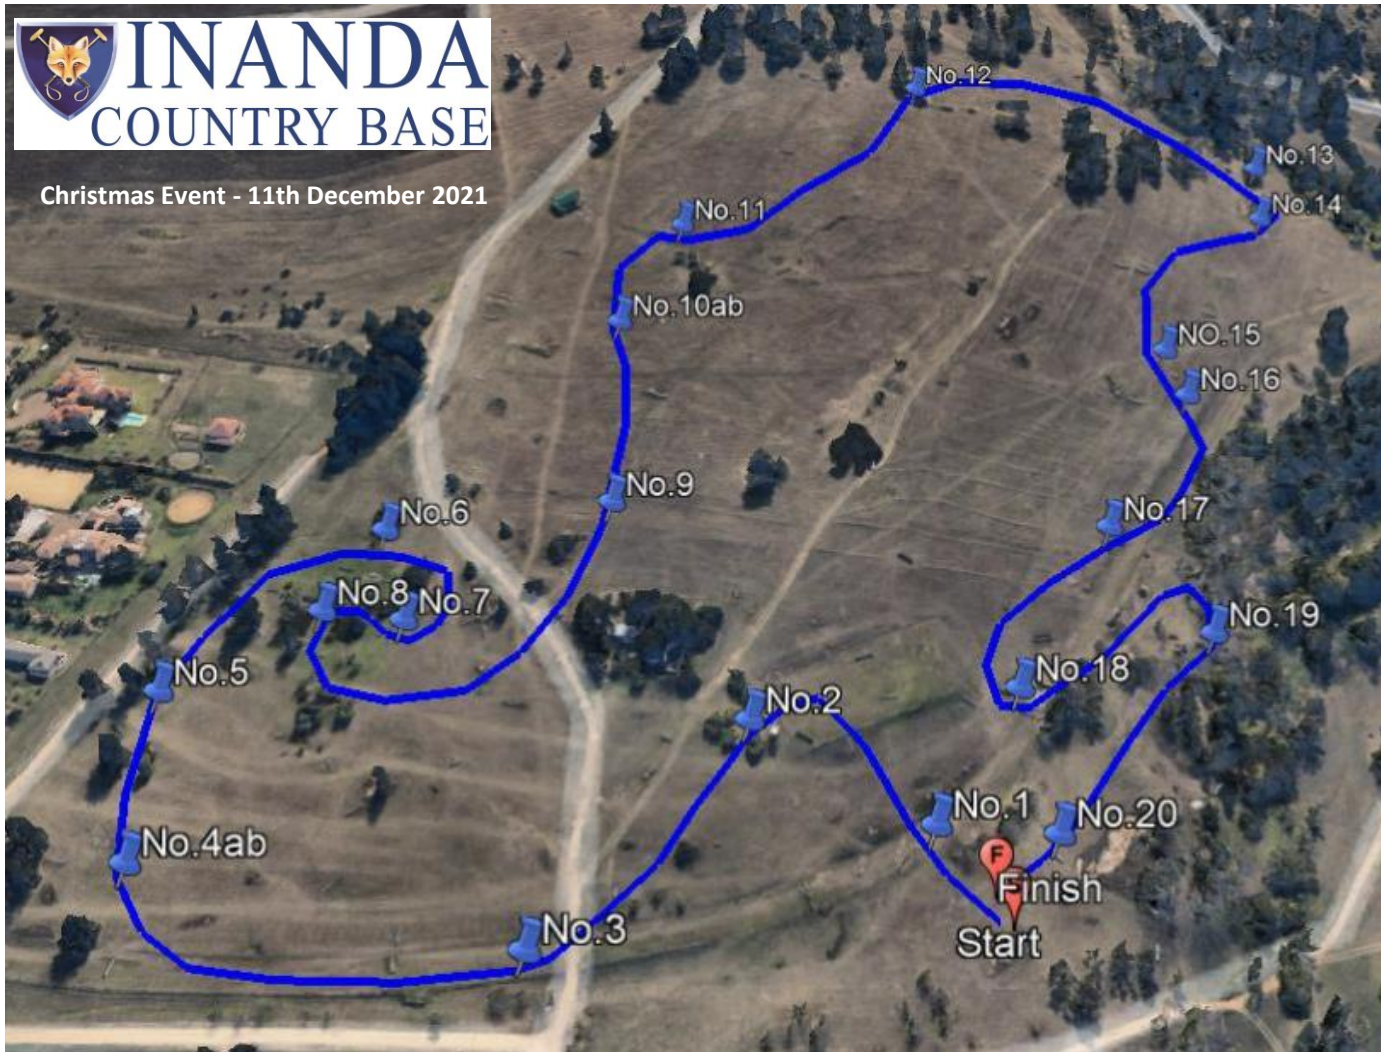 INANDA
COUNTRY BASE
Christmas Event - 11th December 2021
No.12
No.13
No.14
No.11
No.10ab
NO.15
No.16
No.9
No.6
No.17
No.8
No.7
No.19
No.5
No.18
No.2
No.1
No.20
No.4ab
F
Finish
No.3
Start